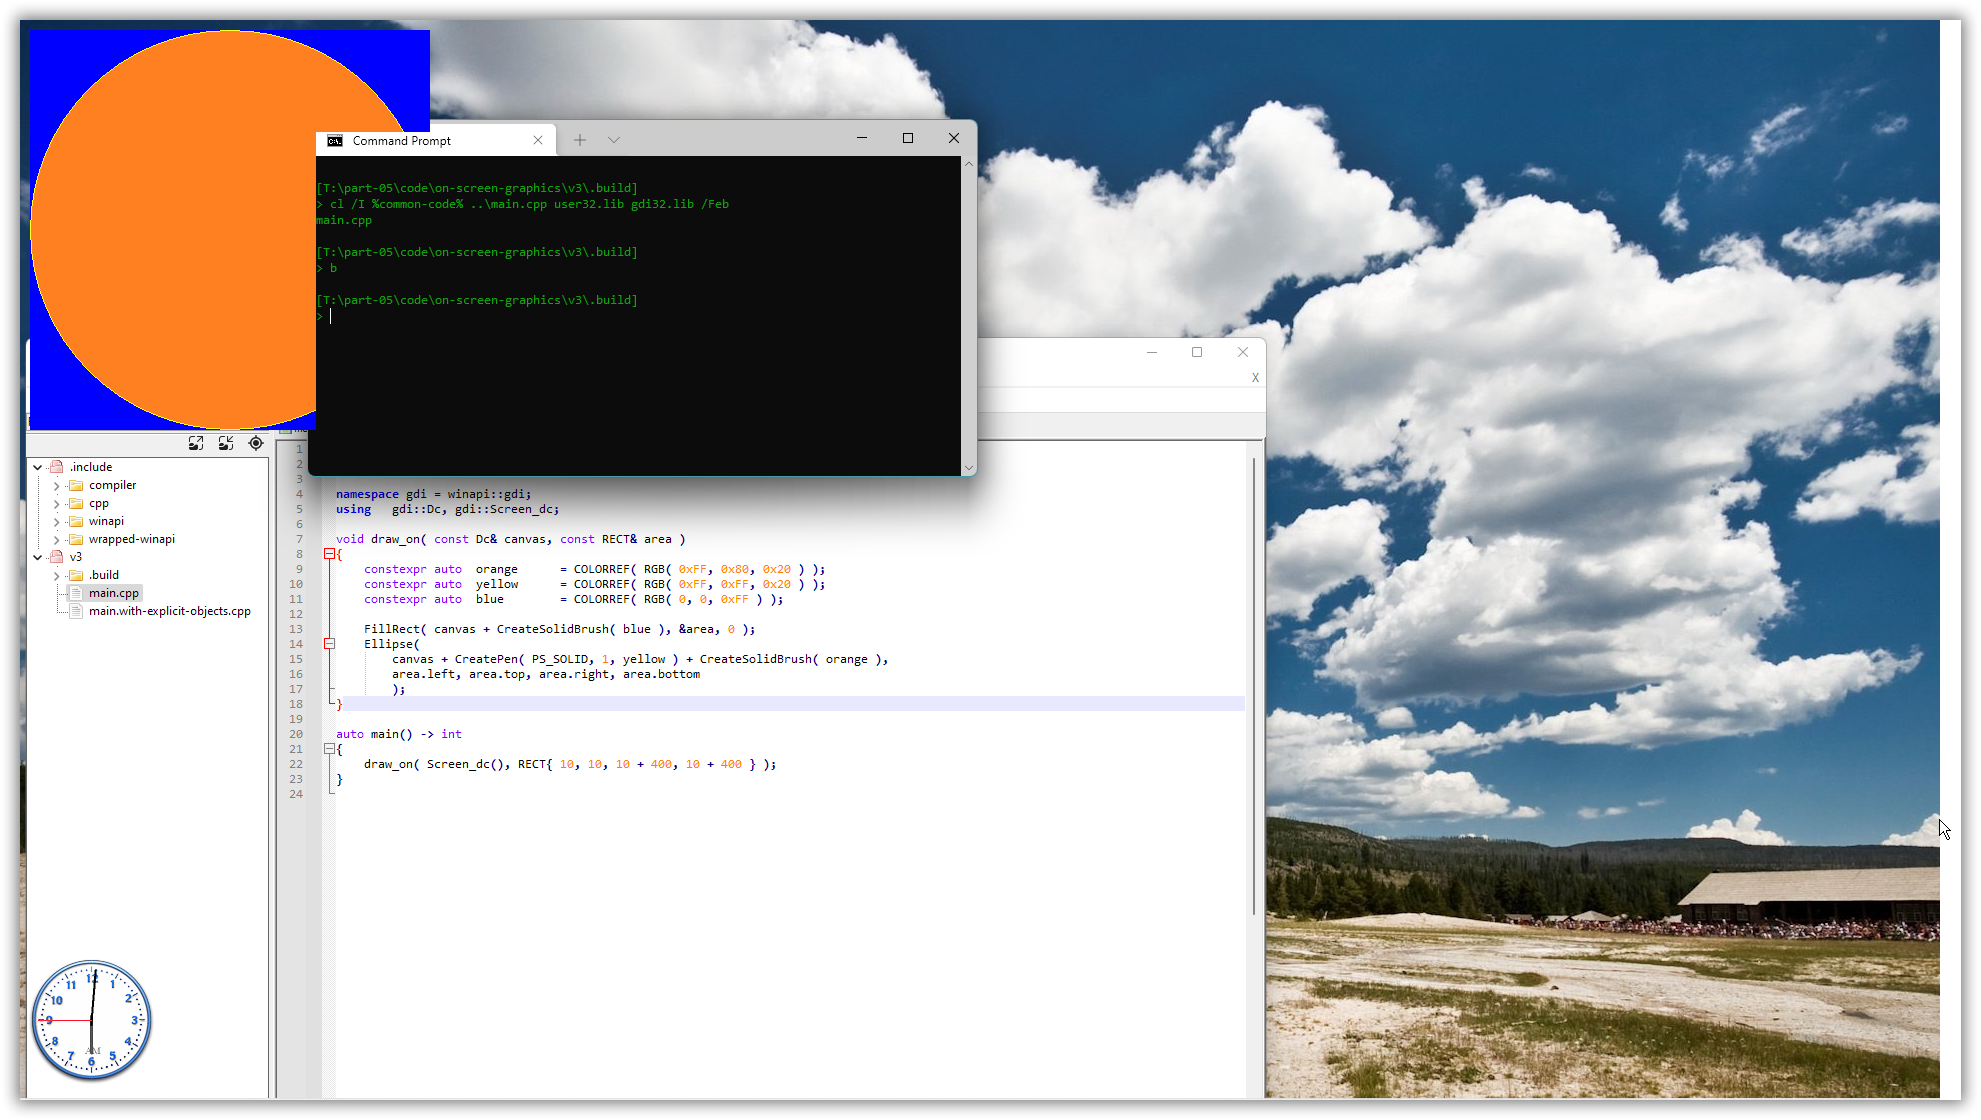 Command Prompt
[T:\part-05\code\on-screen-graphics\v3\.build]
> cl /I %common-code% ..\main.cpp user32.lib gdi32.lib /Feb
main.cpp
[T:\part-05\code\on-screen-graphics\v3\.build]
> b
[T:\part-05\code\on-screen-graphics\v3\.build]
>
X
.include
compiler
cpp
winapi
wrapped-winapi
v3
.build
main.cpp
main.with-explicit-objects.cpp
1
2
3
4 namespace gdi = winapi::gdi;
5 using   gdi::Dc, gdi::Screen_dc;
6
7 void draw_on( const Dc& canvas, const RECT& area )
8 {
9     constexpr auto  orange      = COLORREF( RGB( 0xFF, 0x80, 0x20 ) );
10     constexpr auto  yellow      = COLORREF( RGB( 0xFF, 0xFF, 0x20 ) );
11     constexpr auto  blue        = COLORREF( RGB( 0, 0, 0xFF ) );
12
13     FillRect( canvas + CreateSolidBrush( blue ), &area, 0 );
14     Ellipse(
15         canvas + CreatePen( PS_SOLID, 1, yellow ) + CreateSolidBrush( orange ),
16         area.left, area.top, area.right, area.bottom
17         );
18 }
19
20 auto main() -> int
21 {
22     draw_on( Screen_dc(), RECT{ 10, 10, 10 + 400, 10 + 400 } );
23 }
24
12
1
2
3
4
5
6
7
8
9
10
11
AM